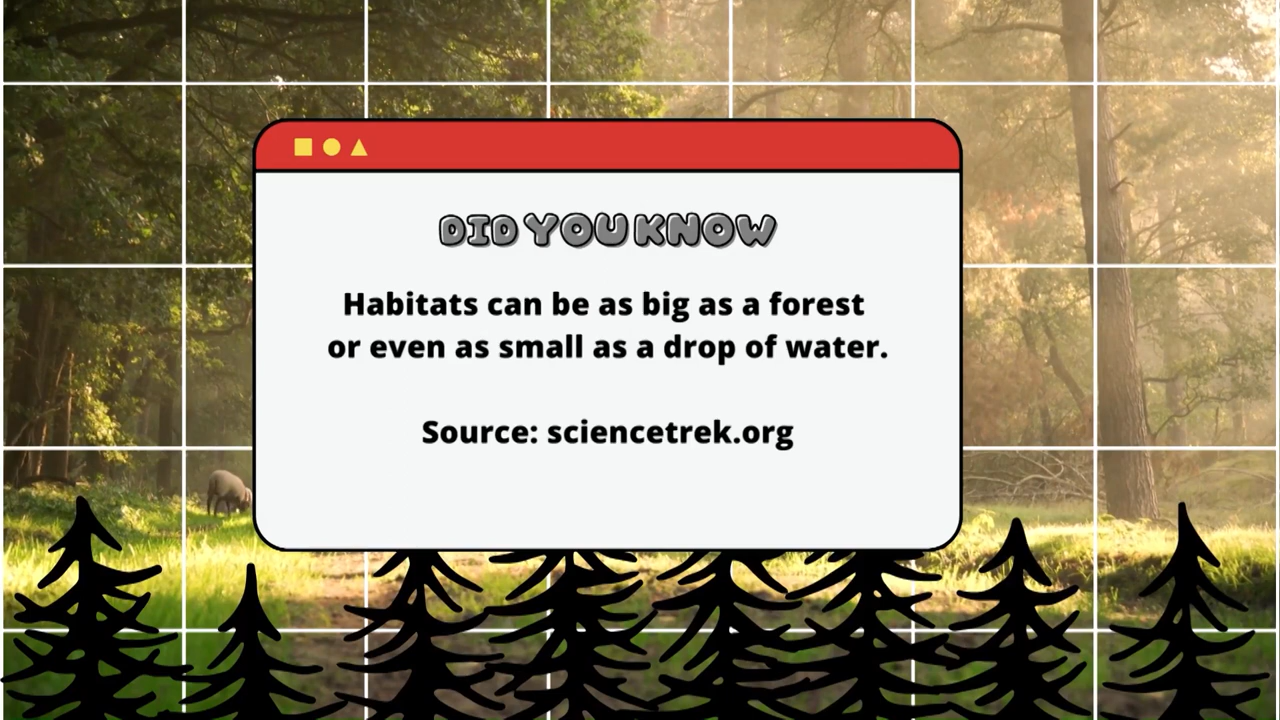 DID YOU KNOW
Habitats can be as big as a forest
or even as small as a drop of water.
Source: sciencetrek.org